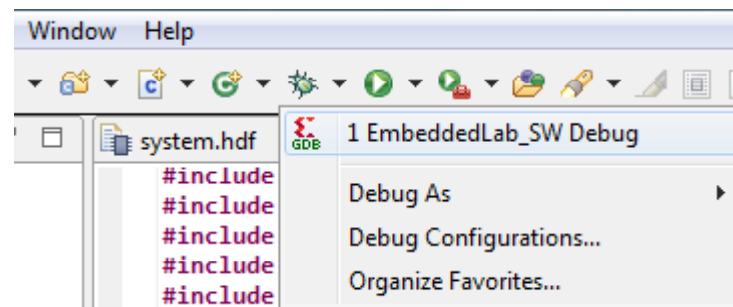 Window Help
system.hdf
GDB 1 EmbeddedLab_SW Debug
#include
#include
#include
#include
#include
Debug As
Debug Configurations...
Organize Favorites...